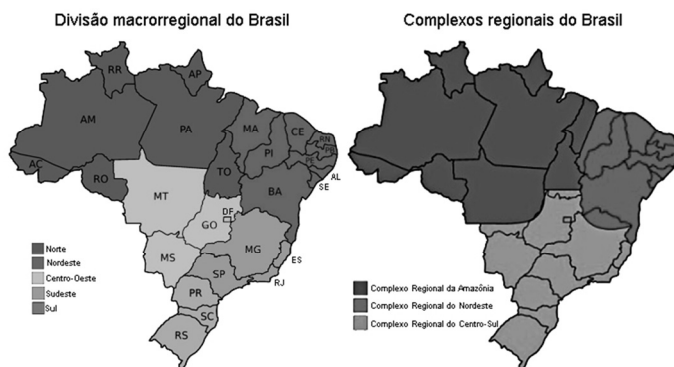 Divisão macrorregional do Brasil
RR
AP
AM
PA
MA
CE
RN
PB
PE
PI
AC
RO
TO
AL
SE
BA
MT
DF
GO
MG
MS
ES
SP
RJ
PR
SC
RS
Norte
Nordeste
Centro-Oeste
Sudeste
Sul
Complexos regionais do Brasil
Complexo Regional da Amazônia
Complexo Regional do Nordeste
Complexo Regional do Centro-Sul